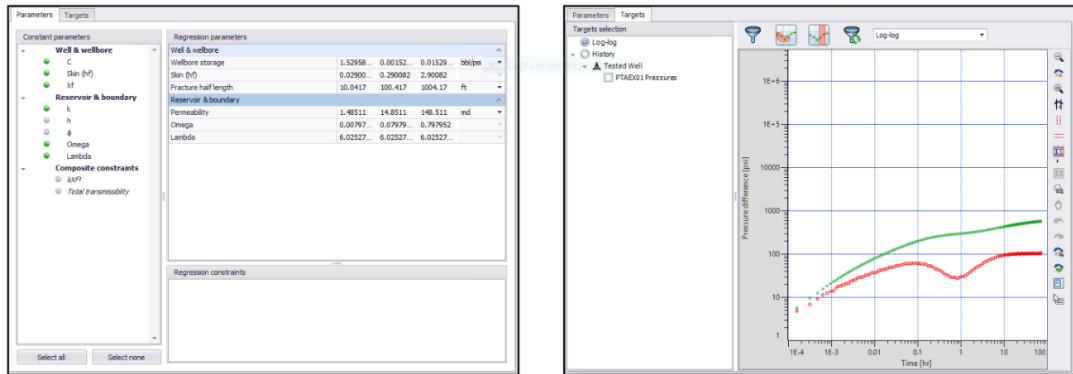 Parameters Targets
Constant parameters
Well & wellbore
C
Skin (hf)
Xf
Reservoir & boundary
k
h
ϕ
Omega
Lambda
Composite constraints
kXf²
Total transmissibility
Select all Select none
Regression parameters
Well & wellbore
Wellbore storage 1.52958... 0.00152... 0.01529... bbl/psi
Skin (hf) 0.02900... 0.290082 2.90082
Fracture half length 10.0417 100.417 1004.17 ft
Reservoir & boundary
Permeability 1.48511 14.8511 148.511 md
Omega 0.00797... 0.07979... 0.797952
Lambda 6.02527... 6.02527... 6.02527...
Regression constraints
Parameters Targets
Targets selection
Log-log
History
Tested Well
PTAEX01 Pressures
Log-log
Pressure difference [psi]
1E+6
1E+5
10000
1000
100
10
1
1E-4 1E-3 0.01 0.1 1 10 100
Time [hr]